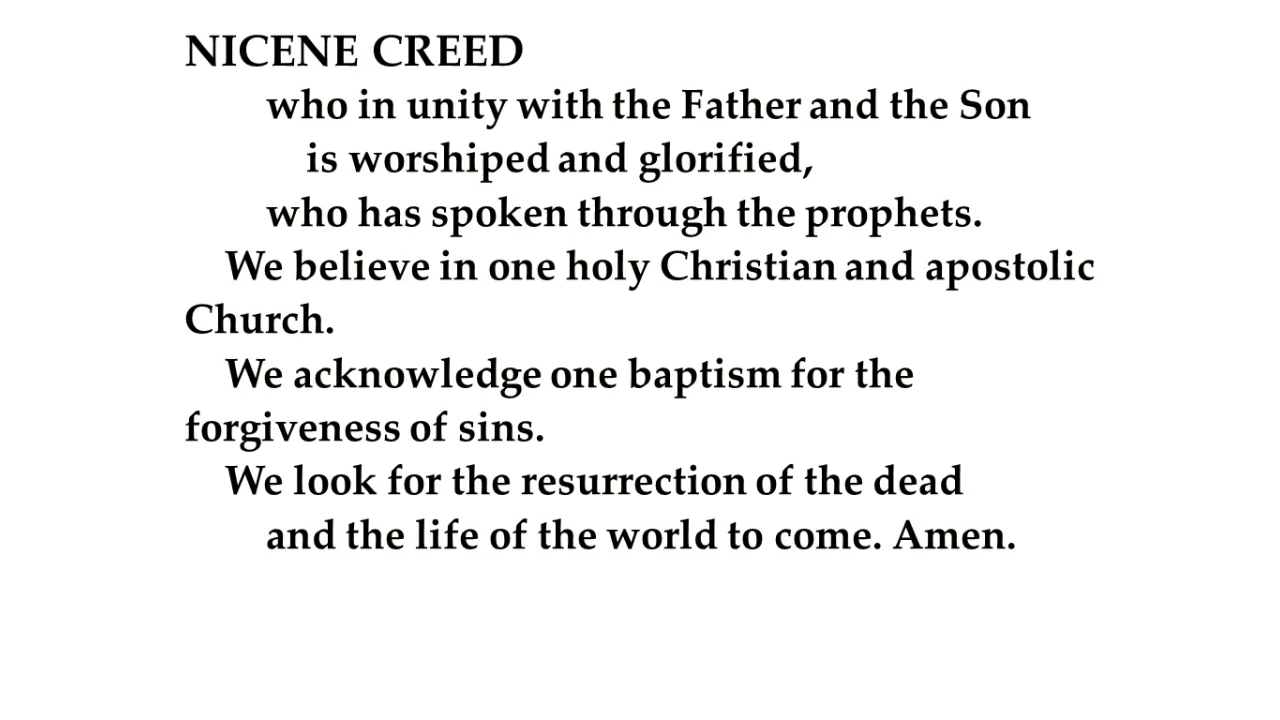 NICENE CREED
who in unity with the Father and the Son
is worshiped and glorified,
who has spoken through the prophets.
We believe in one holy Christian and apostolic
Church.
We acknowledge one baptism for the
forgiveness of sins.
We look for the resurrection of the dead
and the life of the world to come. Amen.